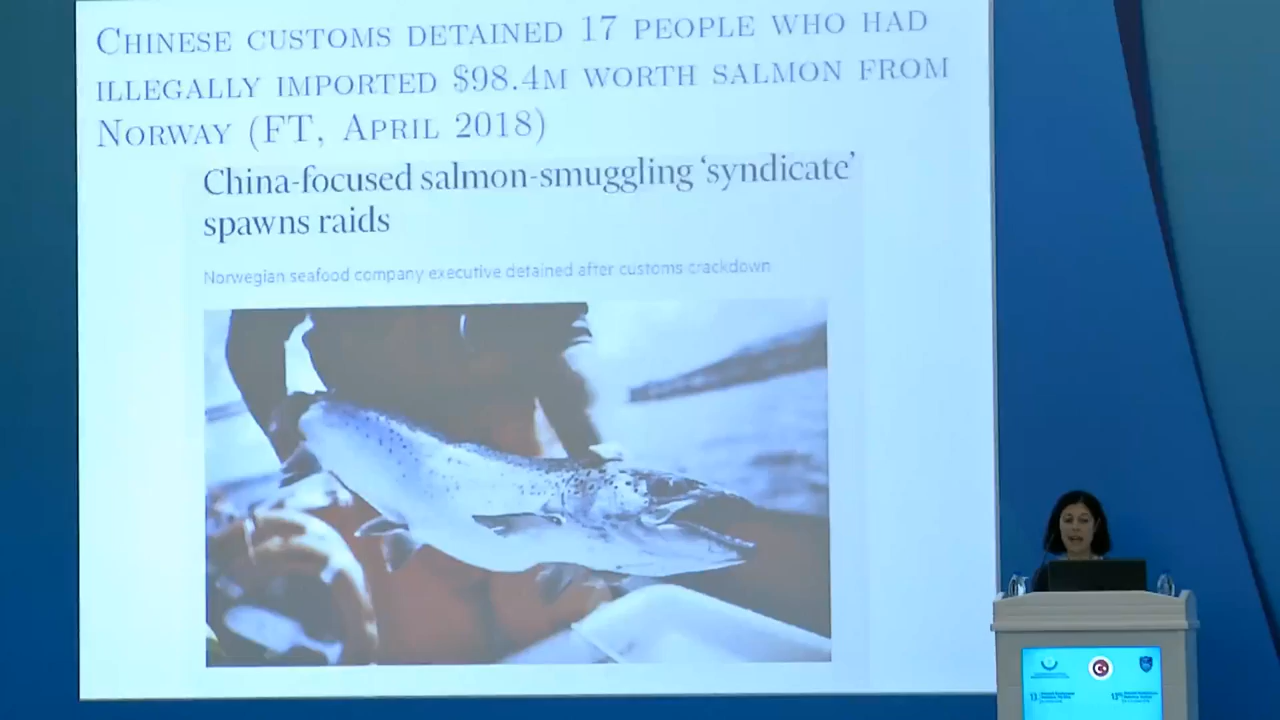 CHINESE CUSTOMS DETAINED 17 PEOPLE WHO HAD
ILLEGALLY IMPORTED $98.4M WORTH SALMON FROM
NORWAY (FT, APRIL 2018)
China-focused salmon-smuggling ‘syndicate’
spawns raids
Norwegian seafood company executive detained after customs crackdown